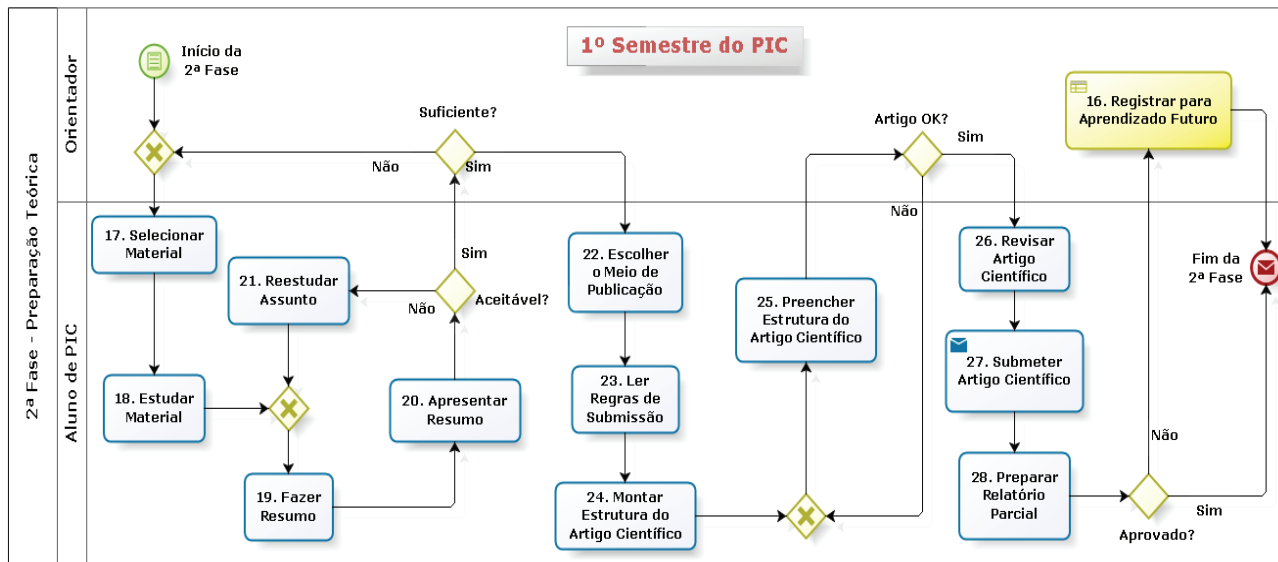 2ª Fase - Preparação Teórica
Orientador
Aluno de PIC
1º Semestre do PIC
Início da
2ª Fase
Suficiente?
Não
Sim
17. Selecionar
Material
18. Estudar
Material
21. Reestudar
Assunto
19. Fazer
Resumo
20. Apresentar
Resumo
Aceitável?
Não
Sim
22. Escolher
o Meio de
Publicação
23. Ler
Regras de
Submissão
24. Montar
Estrutura do
Artigo Científico
25. Preencher
Estrutura do
Artigo Científico
Artigo OK?
Sim
Não
26. Revisar
Artigo
Científico
27. Submeter
Artigo Científico
28. Preparar
Relatório
Parcial
Aprovado?
Não
Sim
16. Registrar para
Aprendizado Futuro
Fim da
2ª Fase